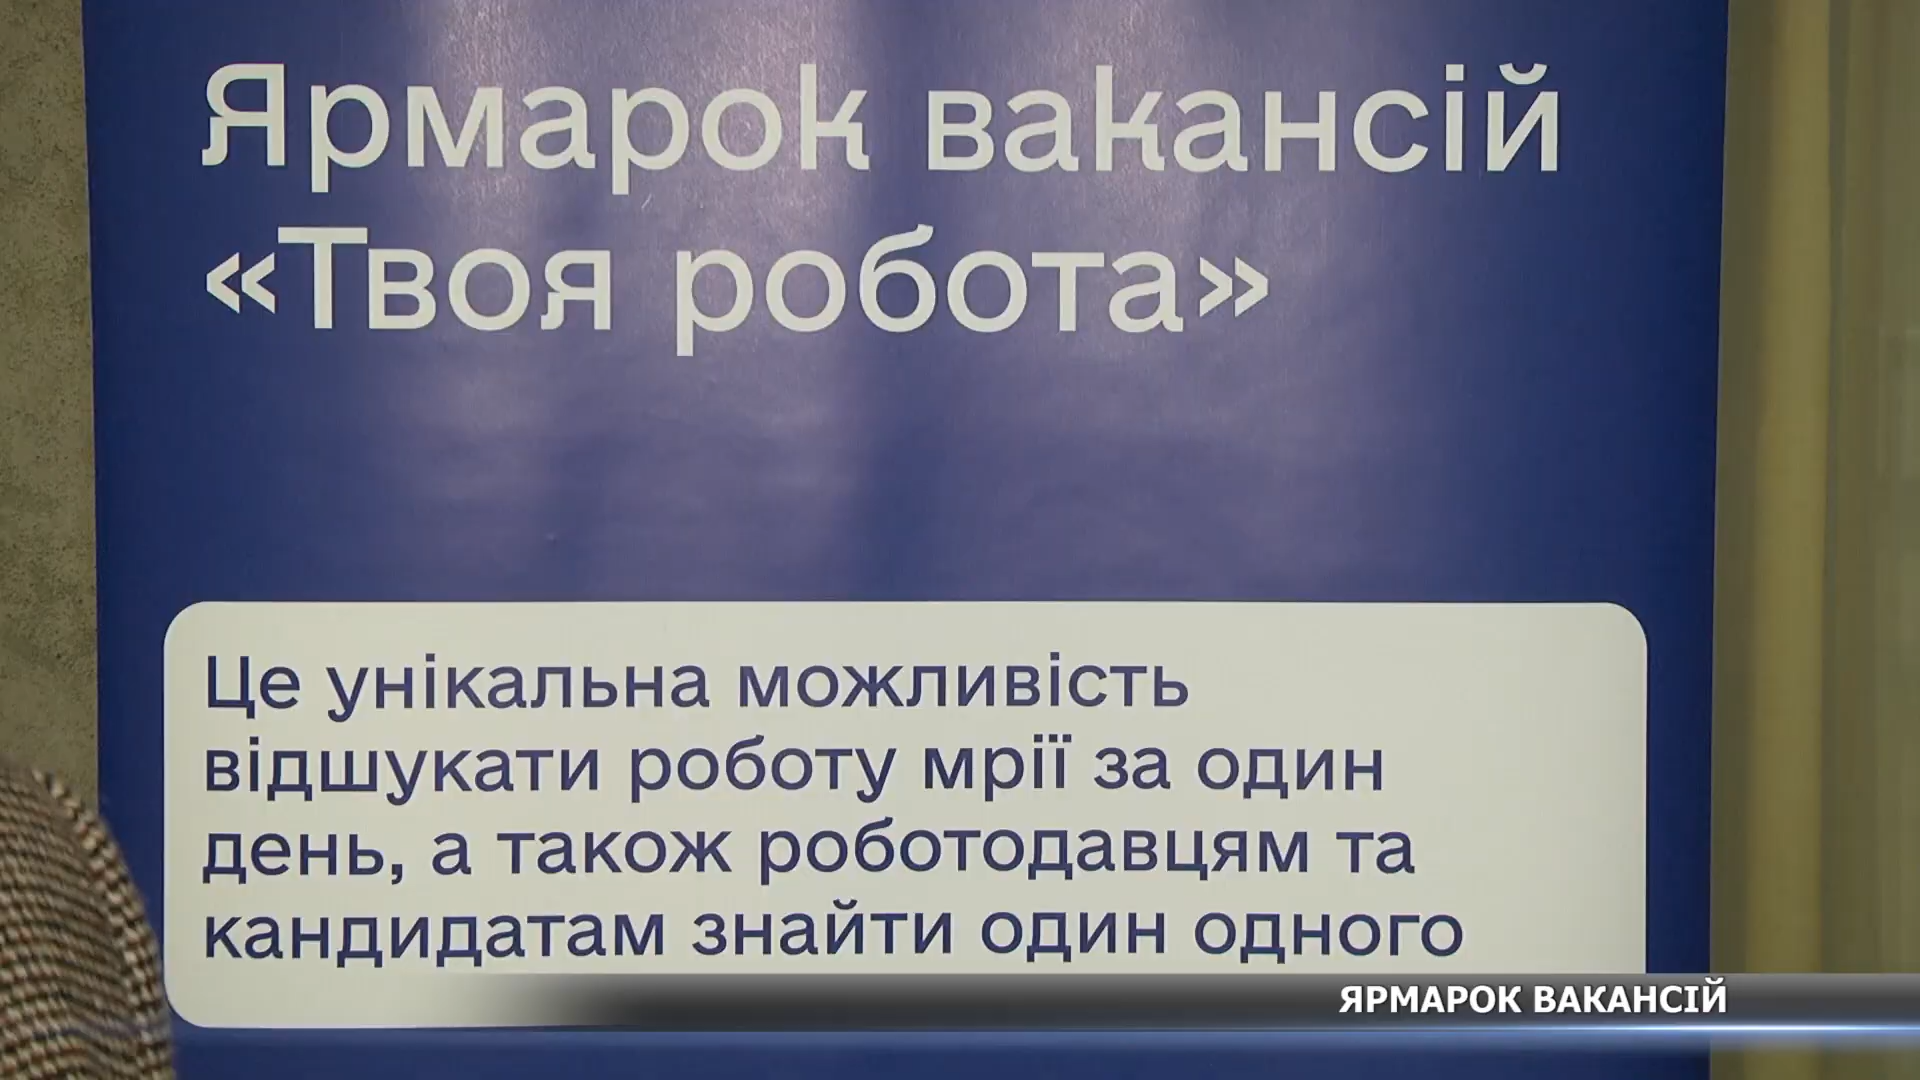 Ярмарок вакансій
«Твоя робота»
Це унікальна можливість
відшукати роботу мрії за один
день, а також роботодавцям та
кандидатам знайти один одного
ЯРМАРОК ВАКАНСІЙ